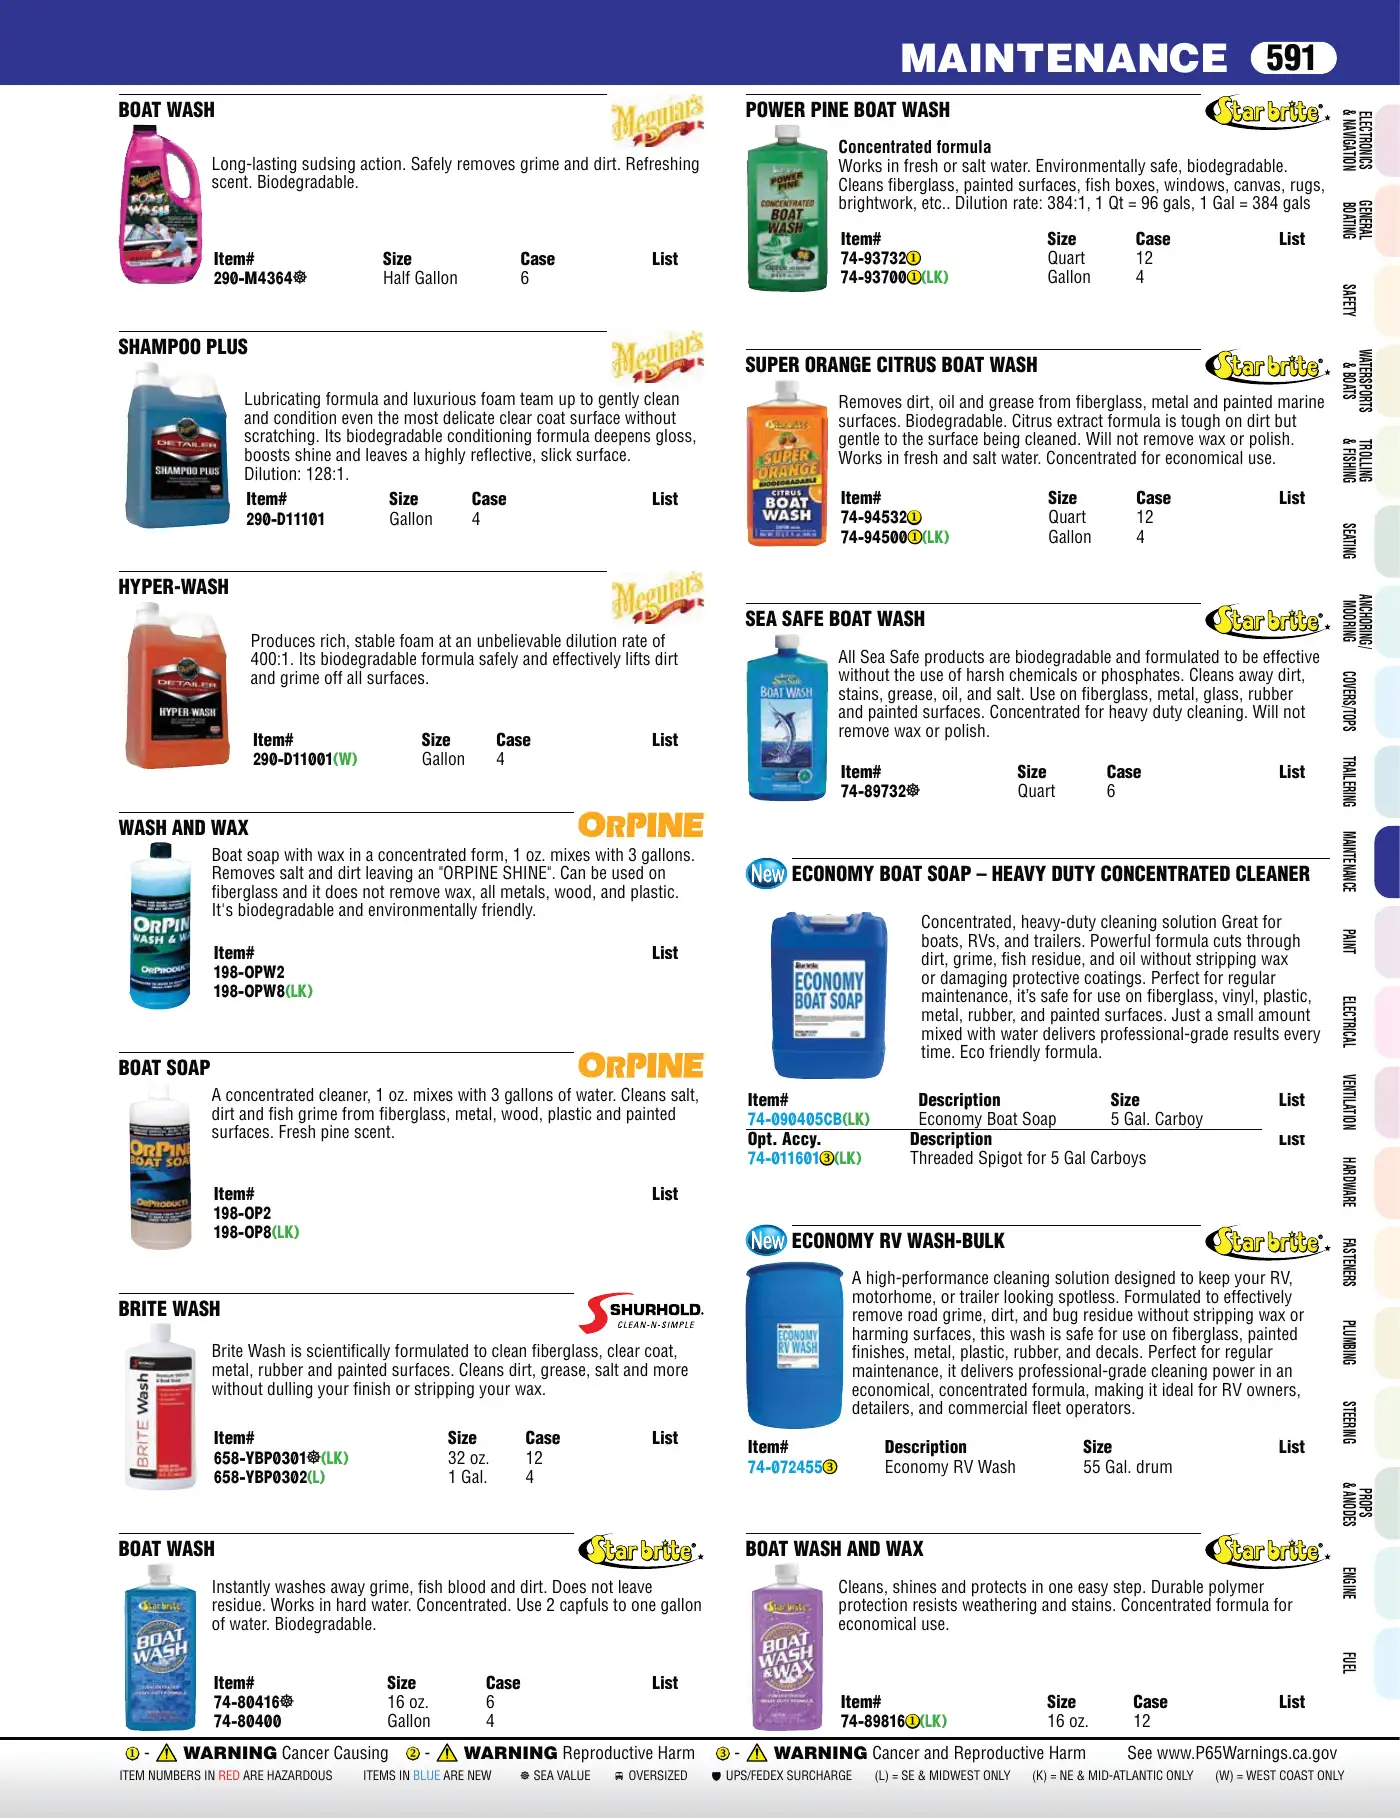 MAINTENANCE 591
BOAT WASH
Meguiar's
Long-lasting sudsing action. Safely removes grime and dirt. Refreshing
scent. Biodegradable.
Item# Size Case List
290-M4364 Half Gallon 6
SHAMPOO PLUS
Meguiar's
Lubricating formula and luxurious foam team up to gently clean
and condition even the most delicate clear coat surface without
scratching. Its biodegradable conditioning formula deepens gloss,
boosts shine and leaves a highly reflective, slick surface.
Dilution: 128:1.
Item# Size Case List
290-D11101 Gallon 4
HYPER-WASH
Meguiar's
Produces rich, stable foam at an unbelievable dilution rate of
400:1. Its biodegradable formula safely and effectively lifts dirt
and grime off all surfaces.
Item# Size Case List
290-D11001(W) Gallon 4
WASH AND WAX
ORPINE
Boat soap with wax in a concentrated form, 1 oz. mixes with 3 gallons.
Removes salt and dirt leaving an "ORPINE SHINE". Can be used on
fiberglass and it does not remove wax, all metals, wood, and plastic.
It's biodegradable and environmentally friendly.
Item# List
198-OPW2
198-OPW8(LK)
BOAT SOAP
ORPINE
A concentrated cleaner, 1 oz. mixes with 3 gallons of water. Cleans salt,
dirt and fish grime from fiberglass, metal, wood, plastic and painted
surfaces. Fresh pine scent.
Item# List
198-OP2
198-OP8(LK)
BRITE WASH
SHURHOLD.
CLEAN-N-SIMPLE
Brite Wash is scientifically formulated to clean fiberglass, clear coat,
metal, rubber and painted surfaces. Cleans dirt, grease, salt and more
without dulling your finish or stripping your wax.
Item# Size Case List
658-YBP0301(LK) 32 oz. 12
658-YBP0302(L) 1 Gal. 4
BOAT WASH
Star brite
Instantly washes away grime, fish blood and dirt. Does not leave
residue. Works in hard water. Concentrated. Use 2 capfuls to one gallon
of water. Biodegradable.
Item# Size Case List
74-80416 16 oz. 6
74-80400 Gallon 4
POWER PINE BOAT WASH
Star brite
Concentrated formula
Works in fresh or salt water. Environmentally safe, biodegradable.
Cleans fiberglass, painted surfaces, fish boxes, windows, canvas, rugs,
brightwork, etc.. Dilution rate: 384:1, 1 Qt = 96 gals, 1 Gal = 384 gals
Item# Size Case List
74-93732① Quart 12
74-93700①(LK) Gallon 4
SUPER ORANGE CITRUS BOAT WASH
Star brite
Removes dirt, oil and grease from fiberglass, metal and painted marine
surfaces. Biodegradable. Citrus extract formula is tough on dirt but
gentle to the surface being cleaned. Will not remove wax or polish.
Works in fresh and salt water. Concentrated for economical use.
Item# Size Case List
74-94532① Quart 12
74-94500①(LK) Gallon 4
SEA SAFE BOAT WASH
Star brite
All Sea Safe products are biodegradable and formulated to be effective
without the use of harsh chemicals or phosphates. Cleans away dirt,
stains, grease, oil, and salt. Use on fiberglass, metal, glass, rubber
and painted surfaces. Concentrated for heavy duty cleaning. Will not
remove wax or polish.
Item# Size Case List
74-89732 Quart 6
New ECONOMY BOAT SOAP – HEAVY DUTY CONCENTRATED CLEANER
Concentrated, heavy-duty cleaning solution Great for
boats, RVs, and trailers. Powerful formula cuts through
dirt, grime, fish residue, and oil without stripping wax
or damaging protective coatings. Perfect for regular
maintenance, it's safe for use on fiberglass, vinyl, plastic,
metal, rubber, and painted surfaces. Just a small amount
mixed with water delivers professional-grade results every
time. Eco friendly formula.
Item# Description Size List
74-090405CB(LK) Economy Boat Soap 5 Gal. Carboy
Opt. Accy. Description List
74-011601③(LK) Threaded Spigot for 5 Gal Carboys
New ECONOMY RV WASH-BULK
Star brite
A high-performance cleaning solution designed to keep your RV,
motorhome, or trailer looking spotless. Formulated to effectively
remove road grime, dirt, and bug residue without stripping wax or
harming surfaces, this wash is safe for use on fiberglass, painted
finishes, metal, plastic, rubber, and decals. Perfect for regular
maintenance, it delivers professional-grade cleaning power in an
economical, concentrated formula, making it ideal for RV owners,
detailers, and commercial fleet operators.
Item# Description Size List
74-072455③ Economy RV Wash 55 Gal. drum
BOAT WASH AND WAX
Star brite
Cleans, shines and protects in one easy step. Durable polymer
protection resists weathering and stains. Concentrated formula for
economical use.
Item# Size Case List
74-89816①(LK) 16 oz. 12
ELECTRONICS
& NAVIGATION
GENERAL
BOATING
SAFETY
WATERSPORTS
& BOATS
TROLLING
& FISHING
SEATING
ANCHORING/
MOORING
COVERS/TOPS
TRAILERING
MAINTENANCE
PAINT
ELECTRICAL
VENTILATION
HARDWARE
FASTENERS
PLUMBING
STEERING
PROPS
& ANODES
ENGINE
FUEL
① - WARNING Cancer Causing ② - WARNING Reproductive Harm ③ - WARNING Cancer and Reproductive Harm See www.P65Warnings.ca.gov
ITEM NUMBERS IN RED ARE HAZARDOUS ITEMS IN BLUE ARE NEW SEA VALUE OVERSIZED UPS/FEDEX SURCHARGE (L) = SE & MIDWEST ONLY (K) = NE & MID-ATLANTIC ONLY (W) = WEST COAST ONLY